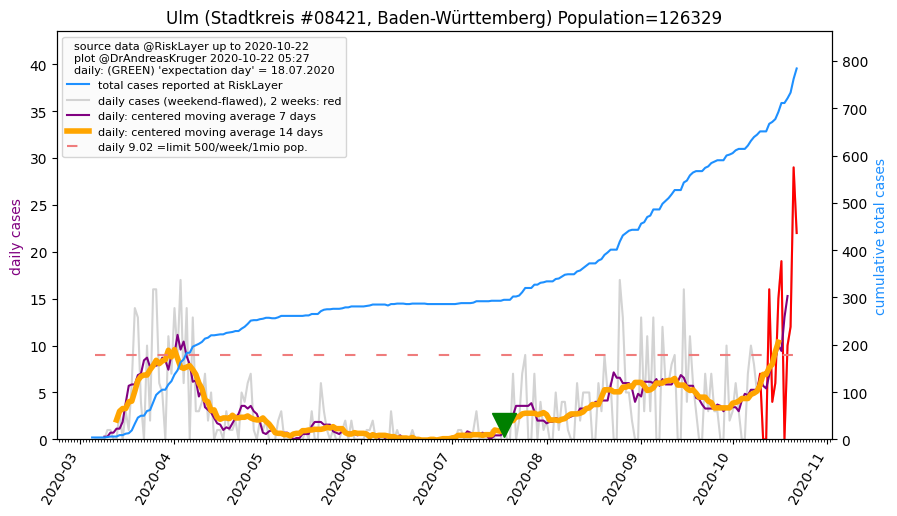 Ulm (Stadtkreis #08421, Baden-Württemberg) Population=126329
source data @RiskLayer up to 2020-10-22
plot @DrAndreasKruger 2020-10-22 05:27
daily: (GREEN) 'expectation day' = 18.07.2020
total cases reported at RiskLayer
daily cases (weekend-flawed), 2 weeks: red
daily: centered moving average 7 days
daily: centered moving average 14 days
daily 9.02 =limit 500/week/1mio pop.
daily cases
40
35
30
25
20
15
10
5
0
cumulative total cases
800
700
600
500
400
300
200
100
0
2020-03
2020-04
2020-05
2020-06
2020-07
2020-08
2020-09
2020-10
2020-11